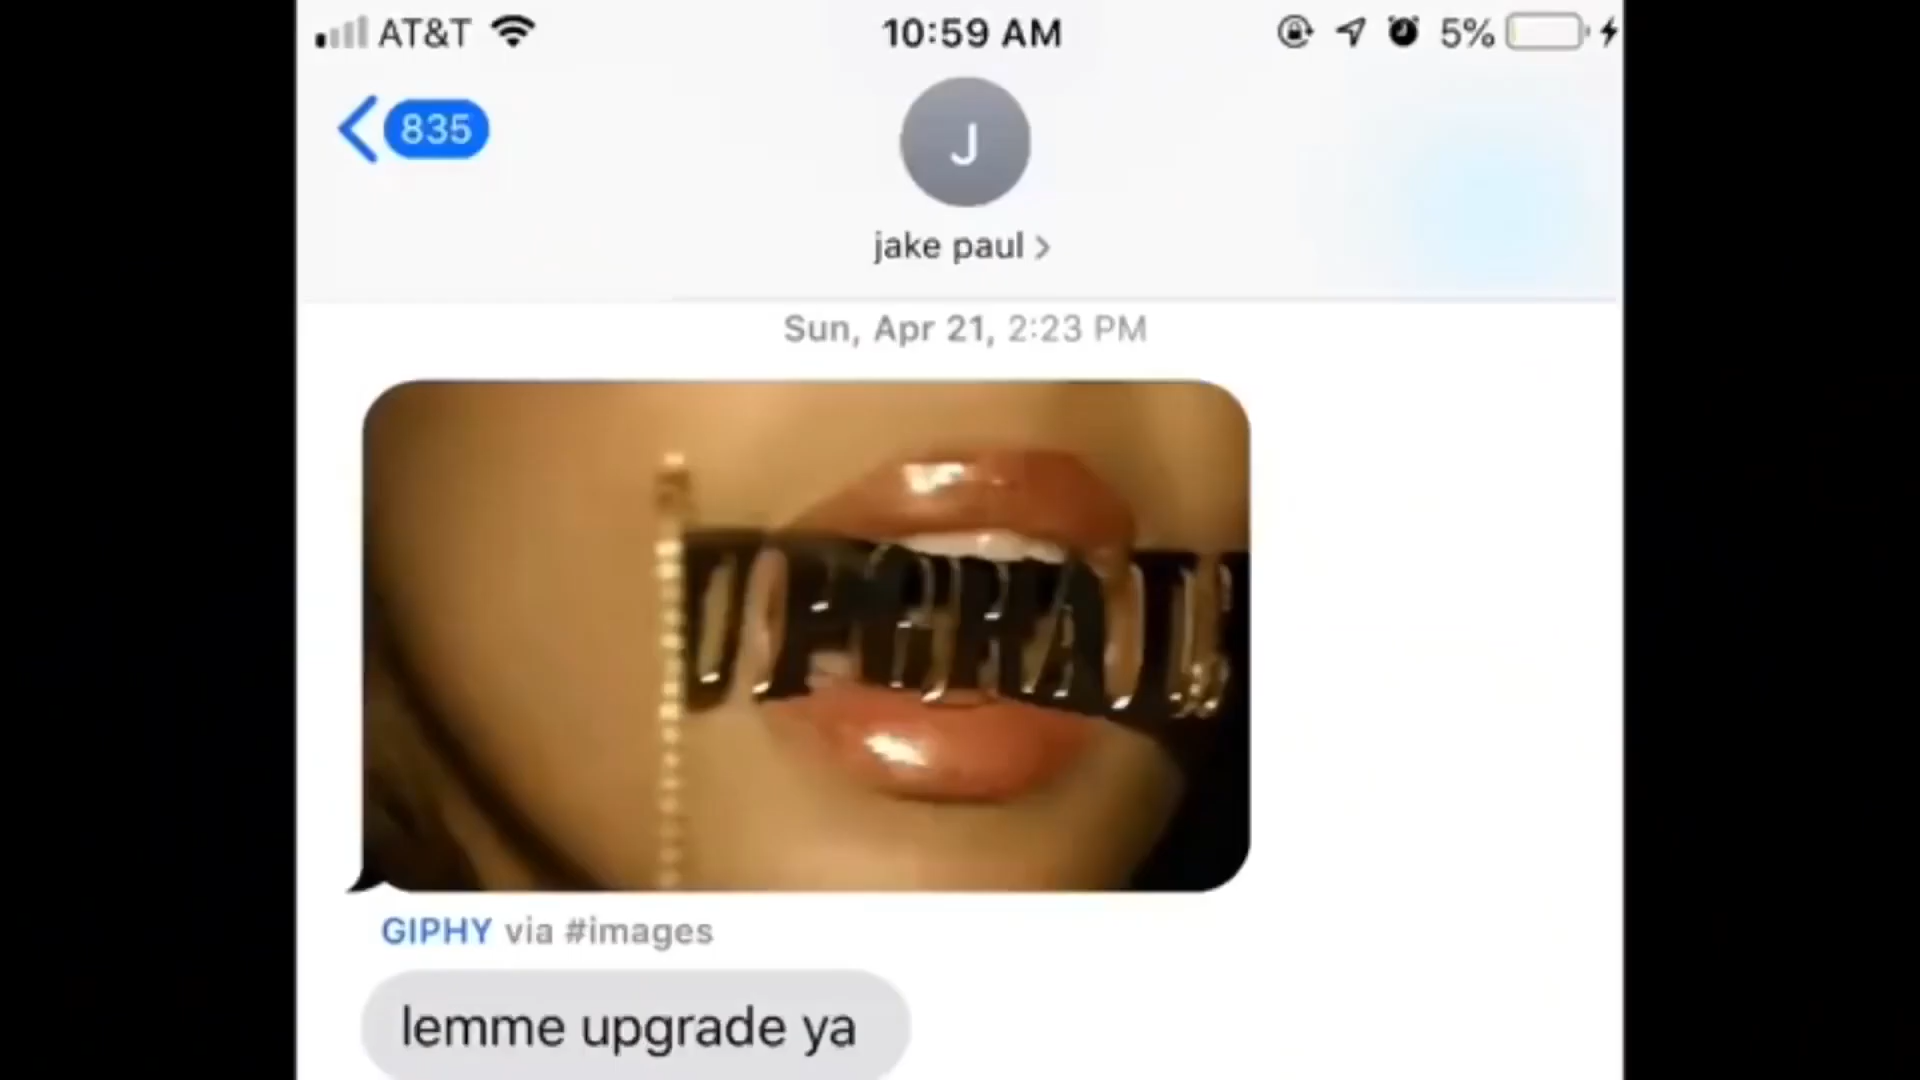 AT&T 10:59 AM 5%
835
J
jake paul >
Sun, Apr 21, 2:23 PM
UPGRADE
GIPHY via #images
lemme upgrade ya